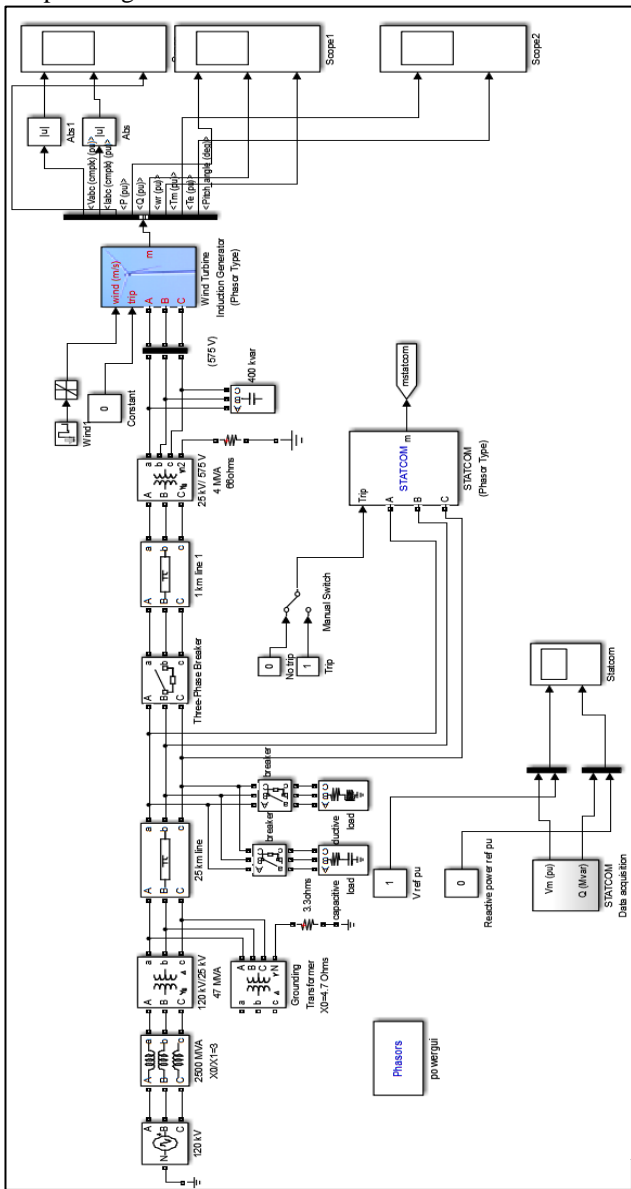 Scope1
Scope2
|u|
Abs1
|u|
Abs
<Vabc (cmplx) (pu)>
<Iabc (cmplx) (pu)>
<P (pu)>
<Q (pu)>
<wr (pu)>
<Tm (pu)>
<Te (pu)>
<Pitch angle (deg)>
wind (m/s)
trip
m
A
B
C
Wind Turbine
Induction Generator
(Phasor Type)
(575 V)
Wind1
0
Constant
A B C
400 kvar
a
b
c
n2
A
B
C
25 kV/ 575 V
4 MVA
66ohms
a
b
c
A
B
C
1 km line 1
a
b
c
A
B
C
Three-Phase Breaker
a
b
c
A
B
C
25 km line
breaker
breaker
ductive
load
capacitive
load
a
b
c
A
B
C
120 kV/25 kV
47 MVA
3.3ohms
A
B
C
N
a
b
c
Grounding
Transformer
X0=4.7 Ohms
a
b
c
A
B
C
2500 MVA
X0/X1=3
N
A
B
C
120 kV
mstatcom
m
STATCOM
Trip
A
B
C
STATCOM
(Phasor Type)
Manual Switch
0
No trip
1
Trip
Statcom
1
V ref pu
0
Reactive power ref pu
Vm (pu)
Q (Mvar)
STATCOM
Data acquisition
Phasors
powergui